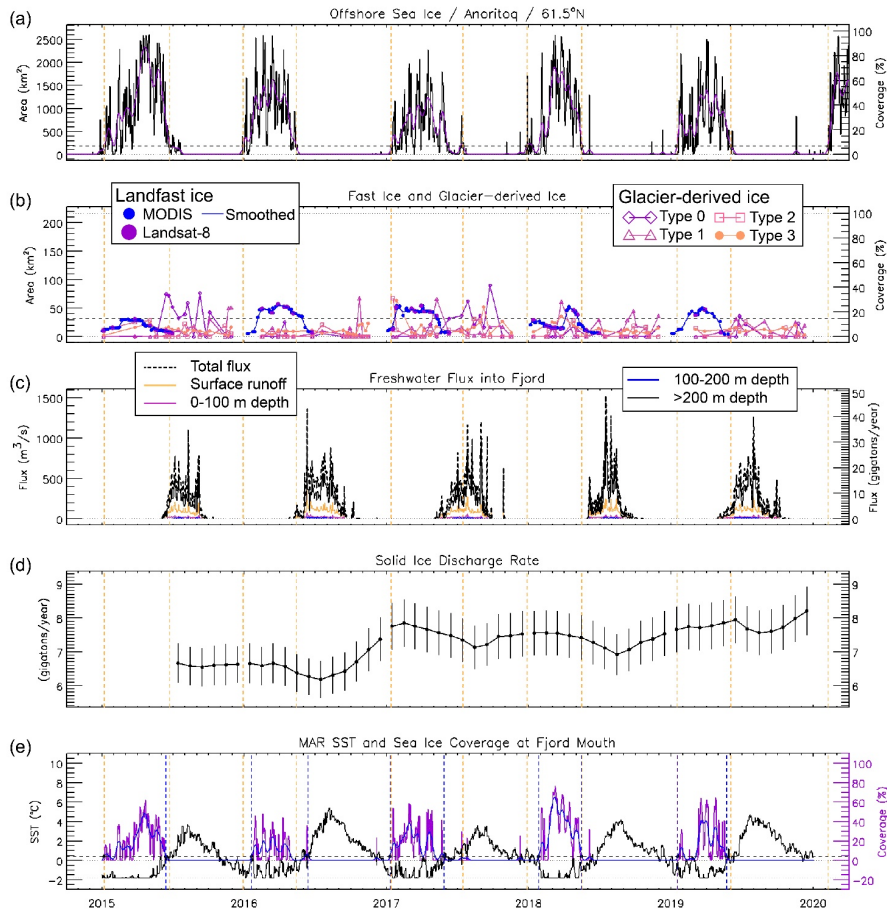 (a)
Offshore Sea Ice / Anoritoq / 61.5°N
2500
2000
1500
1000
500
0
Area (km²)
100
80
60
40
20
0
Coverage (%)
(b)
Fast Ice and Glacier-derived Ice
Landfast ice
MODIS
Smoothed
Landsat-8
Glacier-derived ice
Type 0
Type 2
Type 1
Type 3
200
150
100
50
0
Area (km²)
100
80
60
40
20
0
Coverage (%)
(c)
Freshwater Flux into Fjord
Total flux
Surface runoff
0-100 m depth
100-200 m depth
>200 m depth
1500
1000
500
0
Flux (m³/s)
50
40
30
20
10
0
Flux (gigatons/year)
(d)
Solid Ice Discharge Rate
9
8
7
6
(gigatons/year)
9
8
7
6
(e)
MAR SST and Sea Ice Coverage at Fjord Mouth
10
8
6
4
2
0
−2
SST (°C)
100
80
60
40
20
0
−20
Coverage (%)
2015
2016
2017
2018
2019
2020